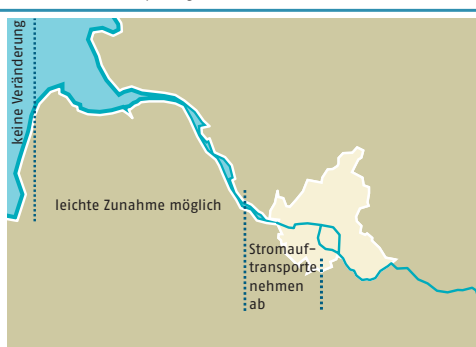 keine Veränderung
leichte Zunahme möglich
Stromauf-
transporte
nehmen
ab